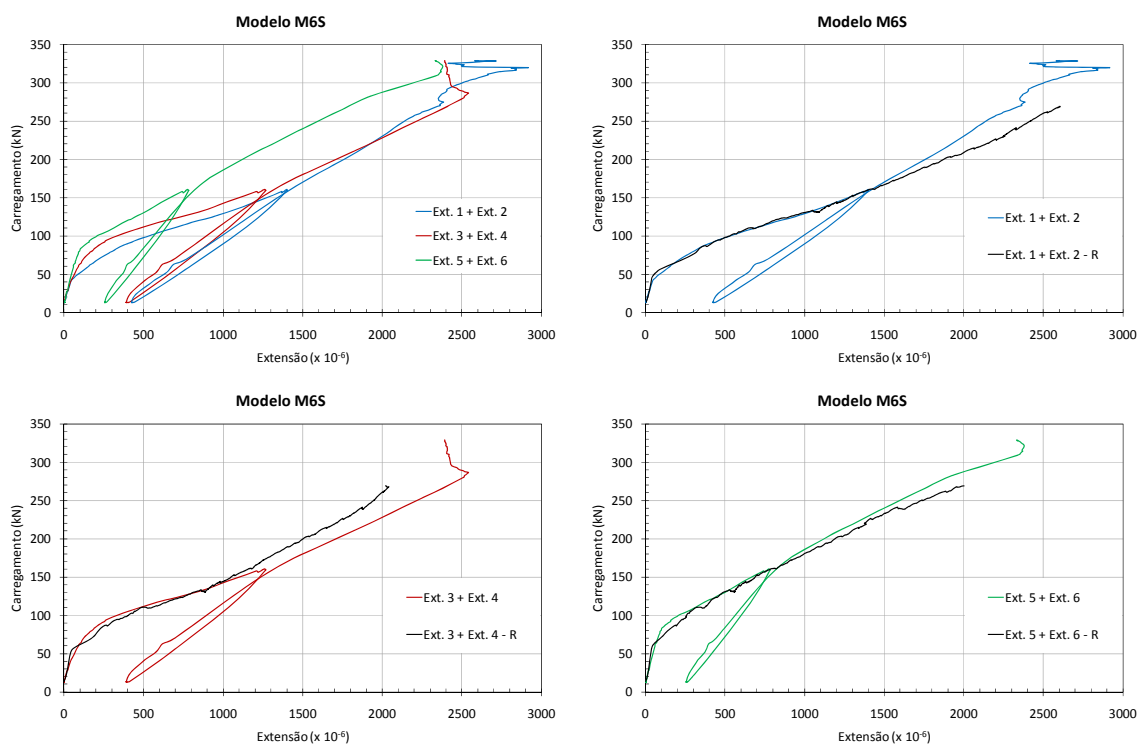 Modelo M6S
350
300
250
200
150
100
50
0
Carregamento (kN)
Ext. 1 + Ext. 2
Ext. 3 + Ext. 4
Ext. 5 + Ext. 6
0 500 1000 1500 2000 2500 3000
Extensão (x 10⁻⁶)
Modelo M6S
350
300
250
200
150
100
50
0
Carregamento (kN)
Ext. 1 + Ext. 2
Ext. 1 + Ext. 2 - R
0 500 1000 1500 2000 2500 3000
Extensão (x 10⁻⁶)
Modelo M6S
350
300
250
200
150
100
50
0
Carregamento (kN)
Ext. 3 + Ext. 4
Ext. 3 + Ext. 4 - R
0 500 1000 1500 2000 2500 3000
Extensão (x 10⁻⁶)
Modelo M6S
350
300
250
200
150
100
50
0
Carregamento (kN)
Ext. 5 + Ext. 6
Ext. 5 + Ext. 6 - R
0 500 1000 1500 2000 2500 3000
Extensão (x 10⁻⁶)